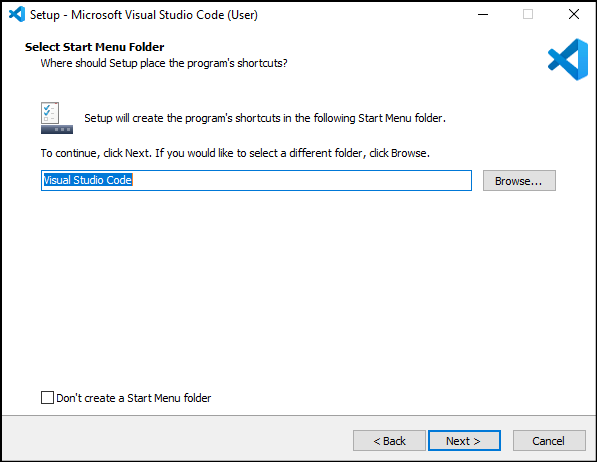 Setup - Microsoft Visual Studio Code (User)
Select Start Menu Folder
Where should Setup place the program's shortcuts?
Setup will create the program's shortcuts in the following Start Menu folder.
To continue, click Next. If you would like to select a different folder, click Browse.
Visual Studio Code
Browse...
Don't create a Start Menu folder
< Back
Next >
Cancel